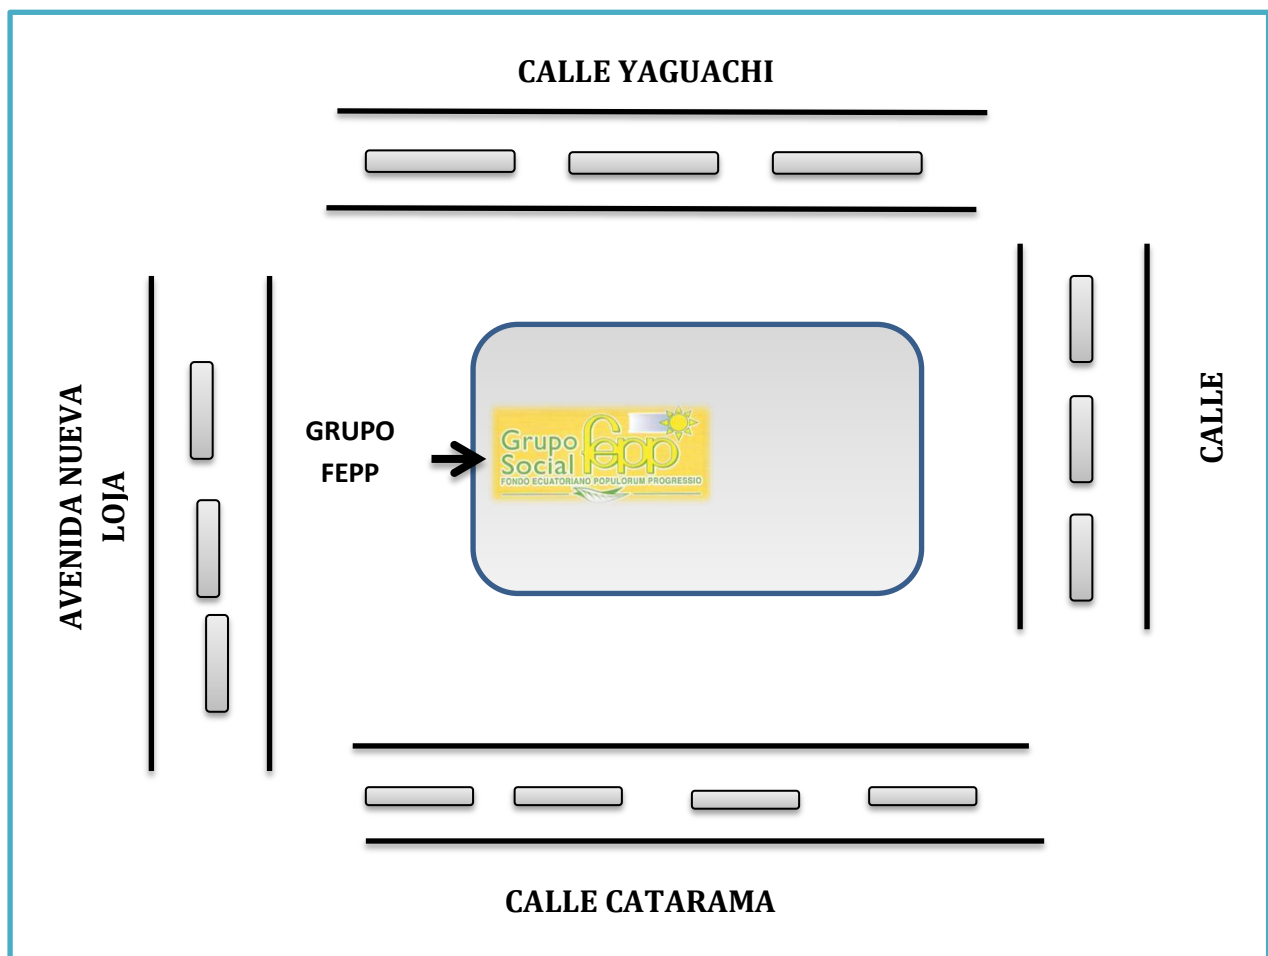 CALLE YAGUACHI
AVENIDA NUEVA
LOJA
GRUPO
FEPP
Grupo
Social
fepp
FONDO ECUATORIANO POPULORUM PROGRESSIO
CALLE
CALLE CATARAMA